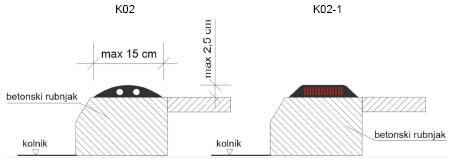 K02
K02-1
max 15 cm
max 2,5 cm
betonski rubnjak
betonski rubnjak
kolnik
kolnik